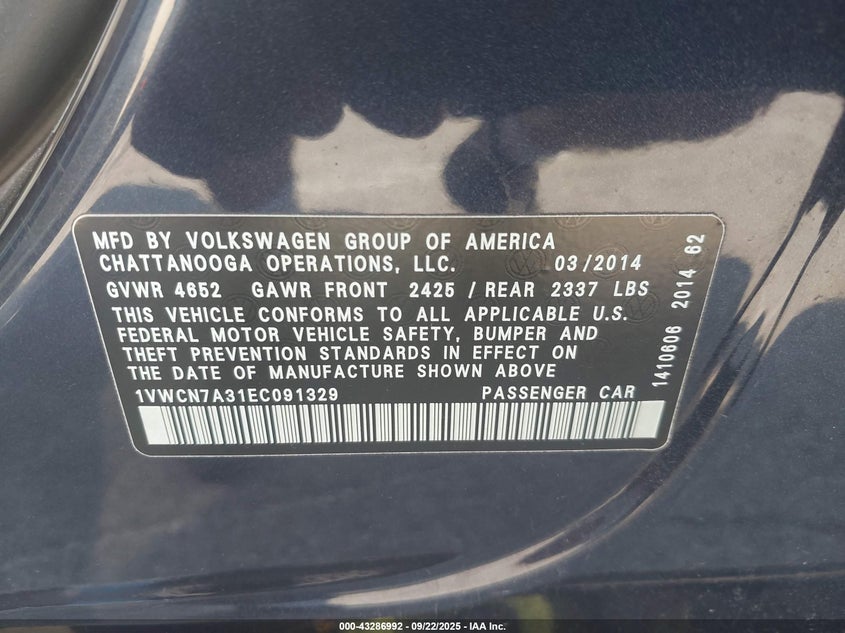 MFD BY VOLKSWAGEN GROUP OF AMERICA
CHATTANOOGA OPERATIONS, LLC. 03/2014
GVWR 4652 GAWR FRONT 2425 / REAR 2337 LBS
THIS VEHICLE CONFORMS TO ALL APPLICABLE U.S.
FEDERAL MOTOR VEHICLE SAFETY, BUMPER AND
THEFT PREVENTION STANDARDS IN EFFECT ON
THE DATE OF MANUFACTURE SHOWN ABOVE
1VWCN7A31EC091329 PASSENGER CAR
1410606 2014 62
000-43286992 - 09/22/2025 - IAA Inc.